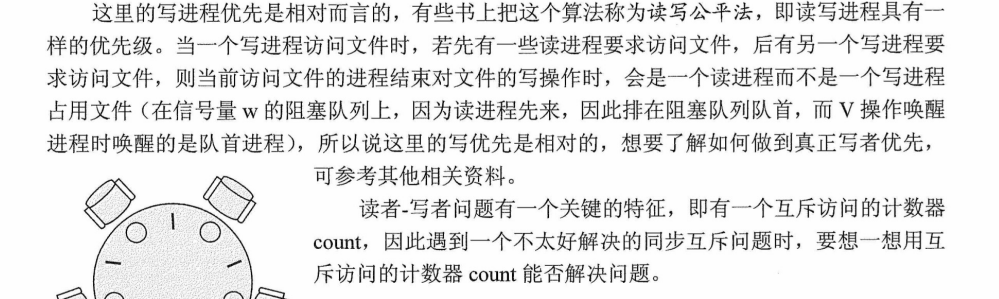 这里的写进程优先是相对而言的，有些书上把这个算法称为读写公平法，即读写进程具有一
样的优先级。当一个写进程访问文件时，若先有一些读进程要求访问文件，后有另一个写进程要
求访问文件，则当前访问文件的进程结束对文件的写操作时，会是一个读进程而不是一个写进程
占用文件（在信号量 w 的阻塞队列上，因为读进程先来，因此排在阻塞队列队首，而 V 操作唤醒
进程时唤醒的是队首进程），所以说这里的写优先是相对的，想要了解如何做到真正写者优先，
可参考其他相关资料。
读者-写者问题有一个关键的特征，即有一个互斥访问的计数器
count，因此遇到一个不太好解决的同步互斥问题时，要想一想用互
斥访问的计数器 count 能否解决问题。